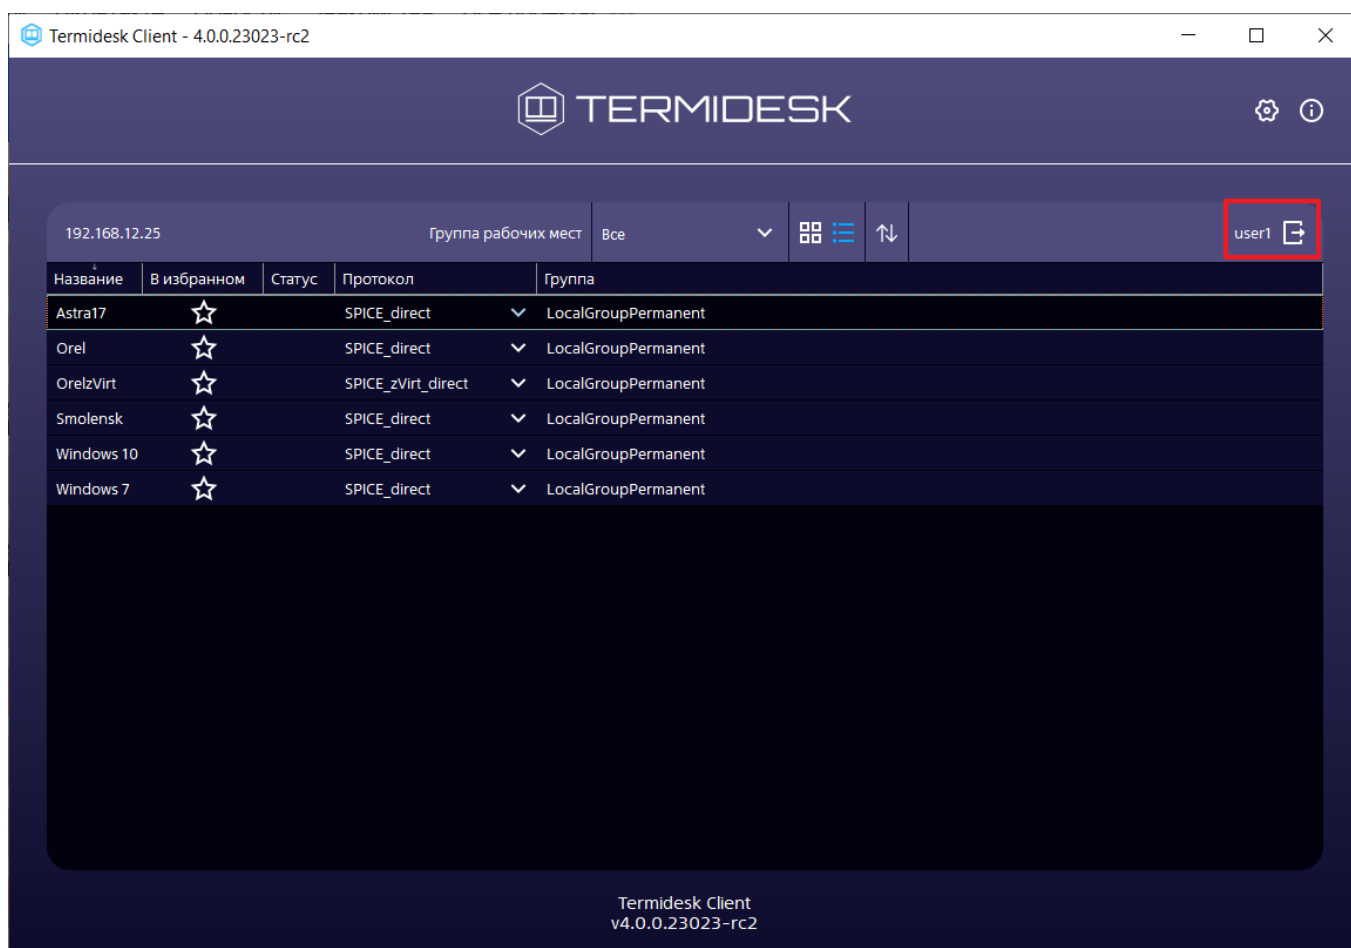 Termidesk Client - 4.0.0.23023-rc2
TERMIDESK
192.168.12.25 Группа рабочих мест Все user1
Название В избранном Статус Протокол Группа
Astra17 SPICE_direct LocalGroupPermanent
Orel SPICE_direct LocalGroupPermanent
OrelzVirt SPICE_zVirt_direct LocalGroupPermanent
Smolensk SPICE_direct LocalGroupPermanent
Windows 10 SPICE_direct LocalGroupPermanent
Windows 7 SPICE_direct LocalGroupPermanent
Termidesk Client
v4.0.0.23023-rc2